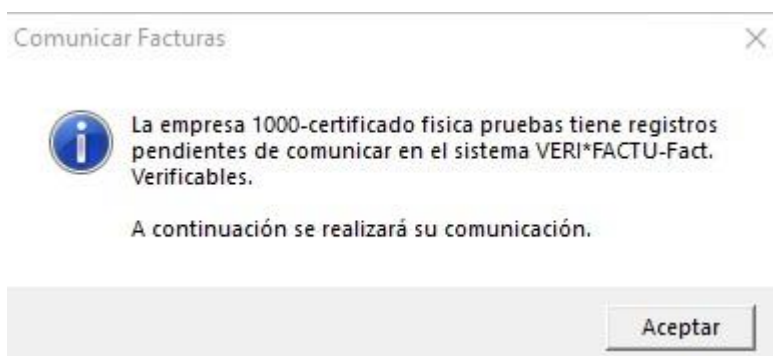 Comunicar Facturas
La empresa 1000-certificado fisica pruebas tiene registros
pendientes de comunicar en el sistema VERI*FACTU-Fact.
Verificables.
A continuación se realizará su comunicación.
Aceptar